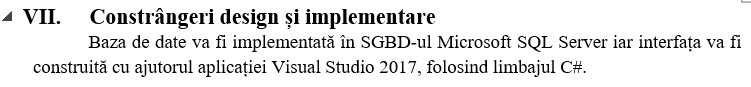 VII. Constrângeri design și implementare
Baza de date va fi implementată în SGBD-ul Microsoft SQL Server iar interfața va fi
construită cu ajutorul aplicației Visual Studio 2017, folosind limbajul C#.